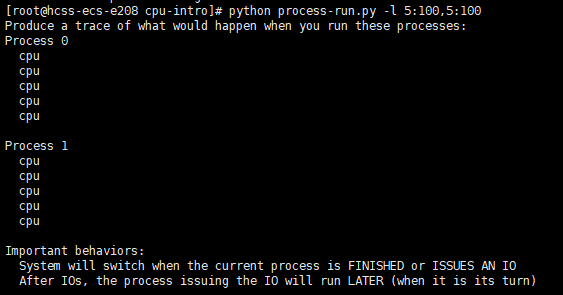 [root@hcss-ecs-e208 cpu-intro]# python process-run.py -l 5:100,5:100
Produce a trace of what would happen when you run these processes:
Process 0
  cpu
  cpu
  cpu
  cpu
  cpu

Process 1
  cpu
  cpu
  cpu
  cpu
  cpu

Important behaviors:
  System will switch when the current process is FINISHED or ISSUES AN IO
  After IOs, the process issuing the IO will run LATER (when it is its turn)